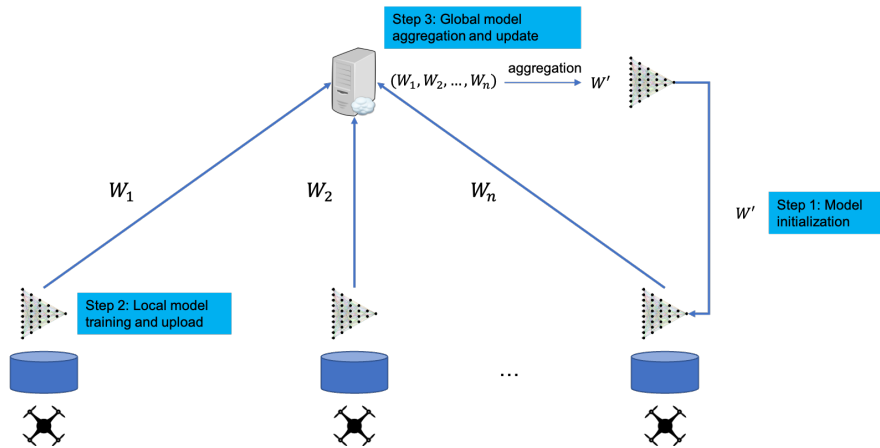 Step 3: Global model
aggregation and update
(W₁, W₂, …, Wₙ)
aggregation
W′
W₁
W₂
Wₙ
W′
Step 1: Model
initialization
Step 2: Local model
training and upload
…